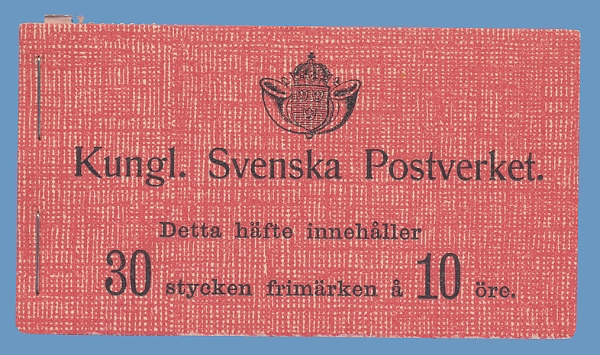 Kungl. Svenska Postverket.
Detta häfte innehåller
30 stycken frimärken å 10 öre.